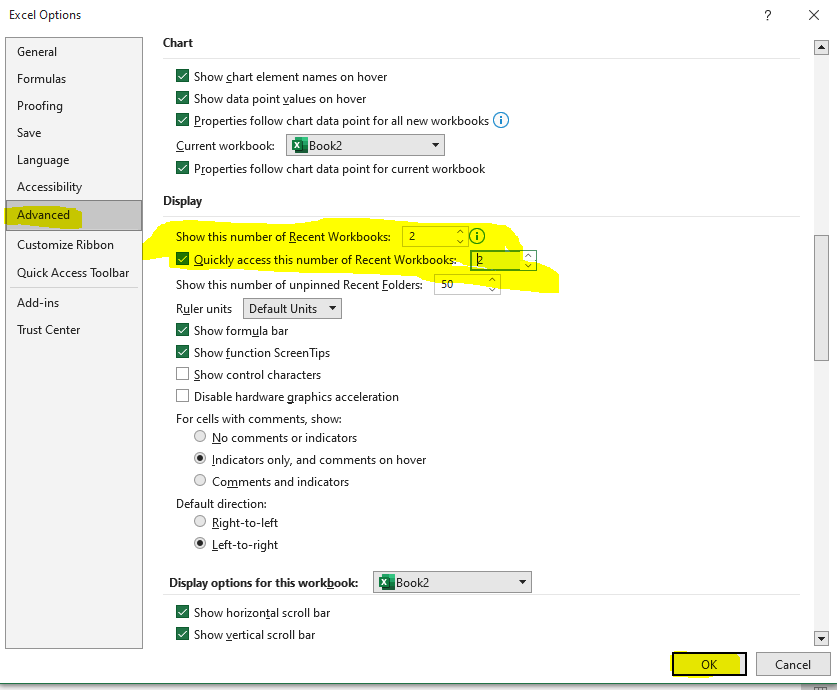 Excel Options
General
Formulas
Proofing
Save
Language
Accessibility
Advanced
Customize Ribbon
Quick Access Toolbar
Add-ins
Trust Center
Chart
Show chart element names on hover
Show data point values on hover
Properties follow chart data point for all new workbooks
Current workbook: Book2
Properties follow chart data point for current workbook
Display
Show this number of Recent Workbooks: 2
Quickly access this number of Recent Workbooks: 2
Show this number of unpinned Recent Folders: 50
Ruler units Default Units
Show formula bar
Show function ScreenTips
Show control characters
Disable hardware graphics acceleration
For cells with comments, show:
No comments or indicators
Indicators only, and comments on hover
Comments and indicators
Default direction:
Right-to-left
Left-to-right
Display options for this workbook: Book2
Show horizontal scroll bar
Show vertical scroll bar
OK Cancel